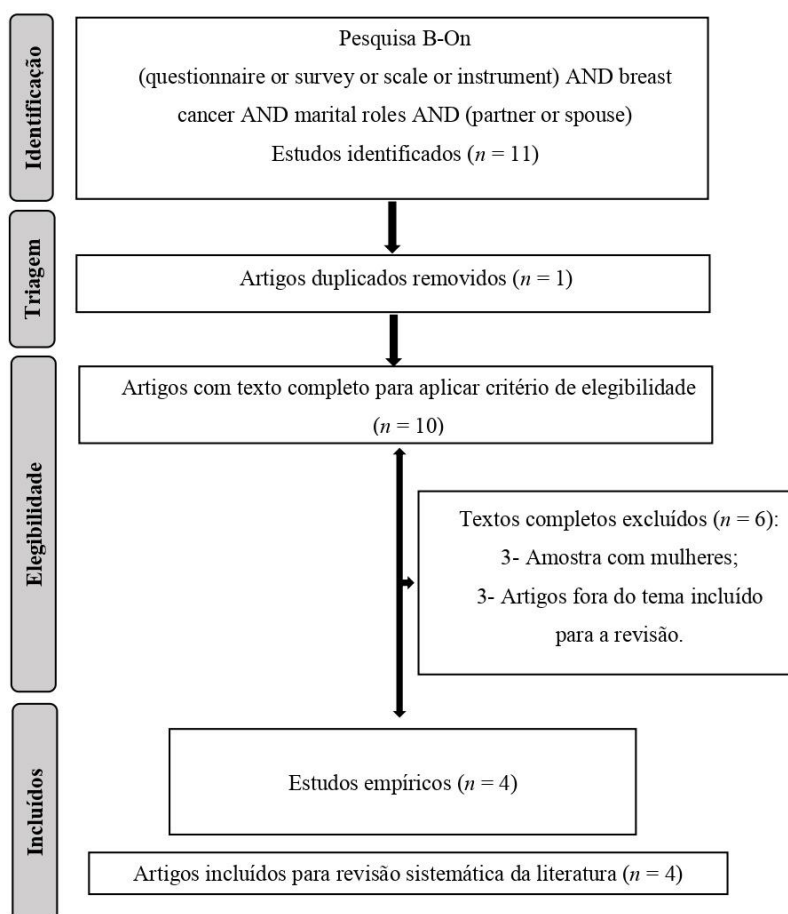 Identificação
Pesquisa B-On
(questionnaire or survey or scale or instrument) AND breast
cancer AND marital roles AND (partner or spouse)
Estudos identificados (n = 11)
Triagem
Artigos duplicados removidos (n = 1)
Elegibilidade
Artigos com texto completo para aplicar critério de elegibilidade
(n = 10)
Textos completos excluídos (n = 6):
3- Amostra com mulheres;
3- Artigos fora do tema incluído
para a revisão.
Incluídos
Estudos empíricos (n = 4)
Artigos incluídos para revisão sistemática da literatura (n = 4)